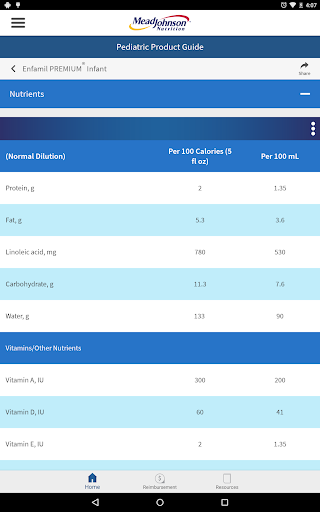 4:07
MeadJohnson
Nutrition
Pediatric Product Guide
Enfamil PREMIUM® Infant
Share
Nutrients
(Normal Dilution) Per 100 Calories (5 fl oz) Per 100 mL
Protein, g 2 1.35
Fat, g 5.3 3.6
Linoleic acid, mg 780 530
Carbohydrate, g 11.3 7.6
Water, g 133 90
Vitamins/Other Nutrients
Vitamin A, IU 300 200
Vitamin D, IU 60 41
Vitamin E, IU 2 1.35
Home Reimbursement Resources